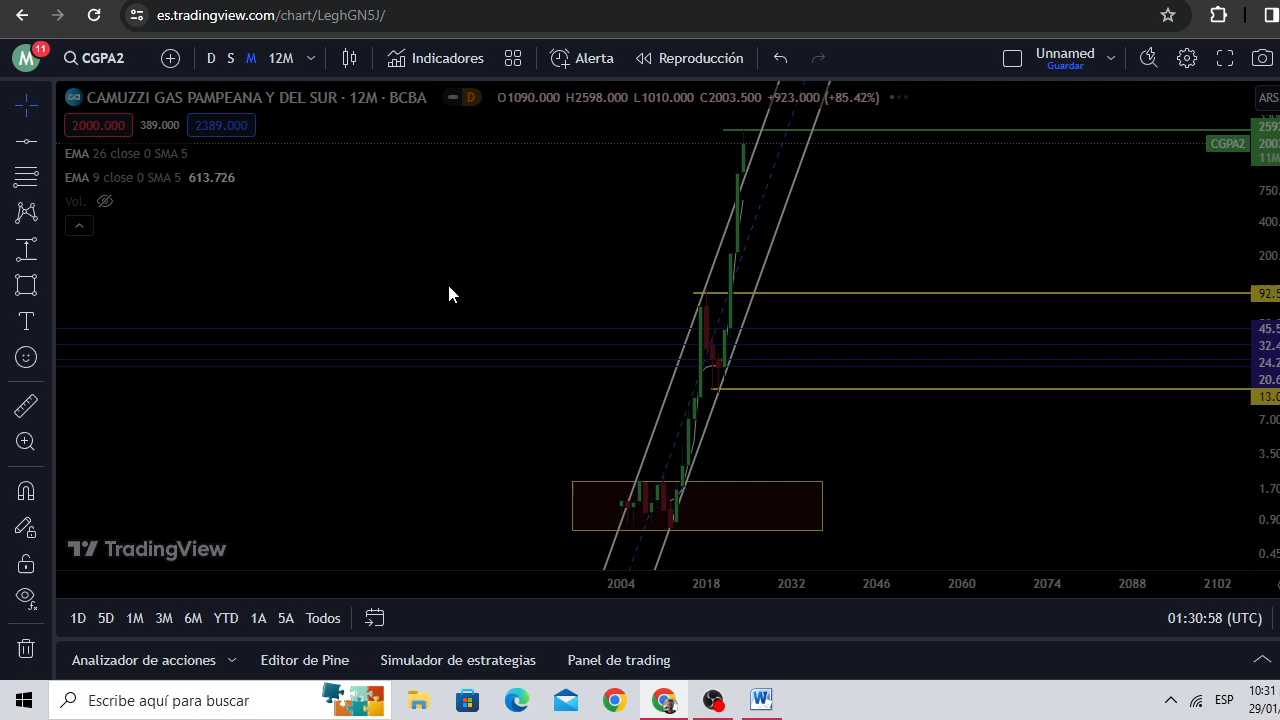 es.tradingview.com/chart/LeghGN5J/
M 11 CGPA2 D S M 12M Indicadores Alerta Reproducción Unnamed
Guardar
CAMUZZI GAS PAMPEANA Y DEL SUR · 12M · BCBA D O1090.000 H2598.000 L1010.000 C2003.500 +923.000 (+85.42%) ARS
2000.000 389.000 2389.000
EMA 26 close 0 SMA 5
EMA 9 close 0 SMA 5 613.726
Vol.
259
CGPA2 200
11M
750.
400.
200.
92.5
45.5
32.4
24.2
20.6
13.0
7.00
3.50
1.70
0.90
0.45
TradingView
2004 2018 2032 2046 2060 2074 2088 2102
1D 5D 1M 3M 6M YTD 1A 5A Todos 01:30:58 (UTC)
Analizador de acciones Editor de Pine Simulador de estrategias Panel de trading
Escribe aquí para buscar ESP 10:31
29/01/